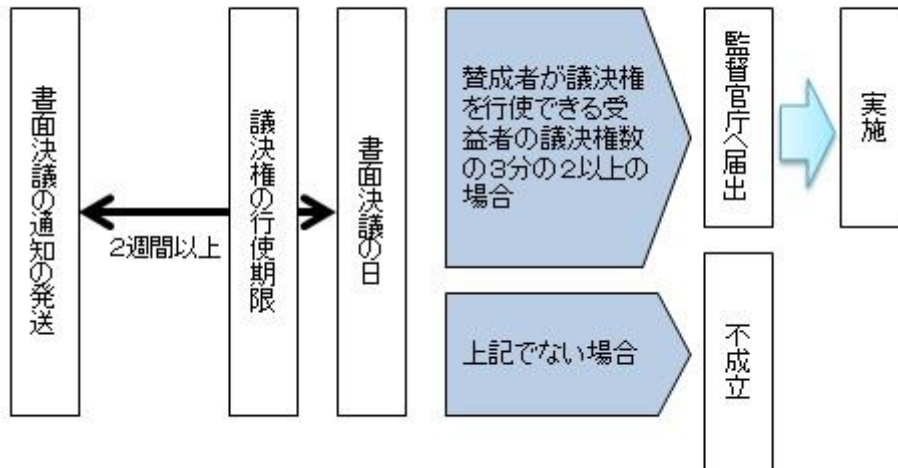 書面決議の通知の発送
2週間以上
議決権の行使期限
書面決議の日
賛成者が議決権
を行使できる受
益者の議決権数
の3分の2以上の
場合
監督官庁へ届出
実施
上記でない場合
不成立